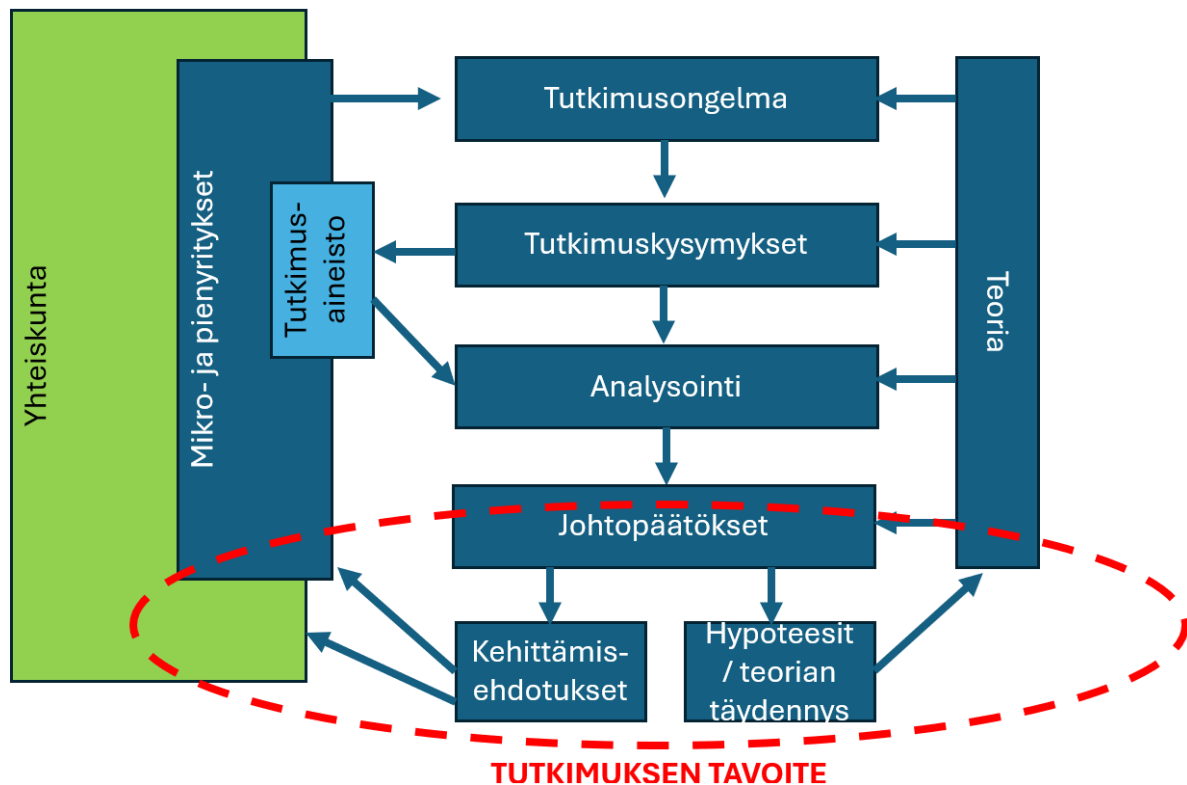 Yhteiskunta
Mikro- ja pienyritykset
Tutkimus-
aineisto
Tutkimusongelma
Tutkimuskysymykset
Analysointi
Johtopäätökset
Kehittämis-
ehdotukset
Hypoteesit
/ teorian
täydennys
Teoria
TUTKIMUKSEN TAVOITE